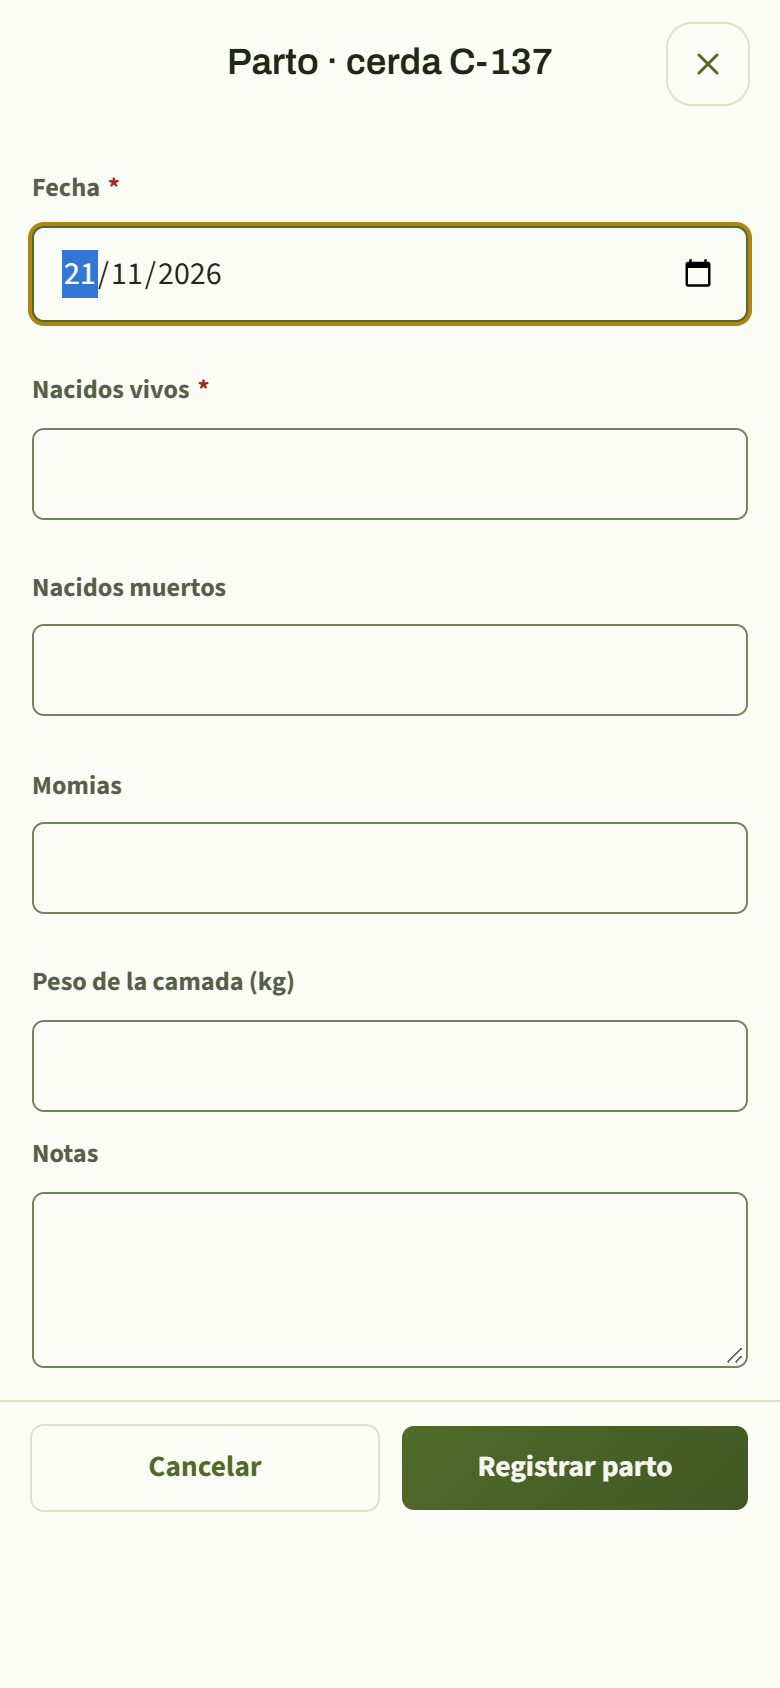 Parto · cerda C-137
Fecha *
21/11/2026
Nacidos vivos *
Nacidos muertos
Momias
Peso de la camada (kg)
Notas
Cancelar
Registrar parto